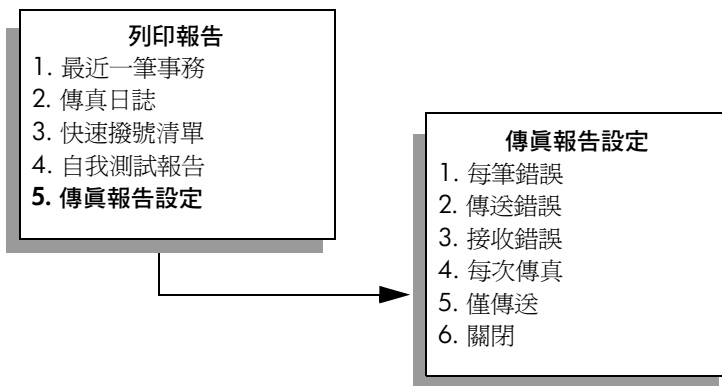 列印報告
1. 最近一筆事務
2. 傳真日誌
3. 快速撥號清單
4. 自我測試報告
5. 傳真報告設定
傳真報告設定
1. 每筆錯誤
2. 傳送錯誤
3. 接收錯誤
4. 每次傳真
5. 僅傳送
6. 關閉